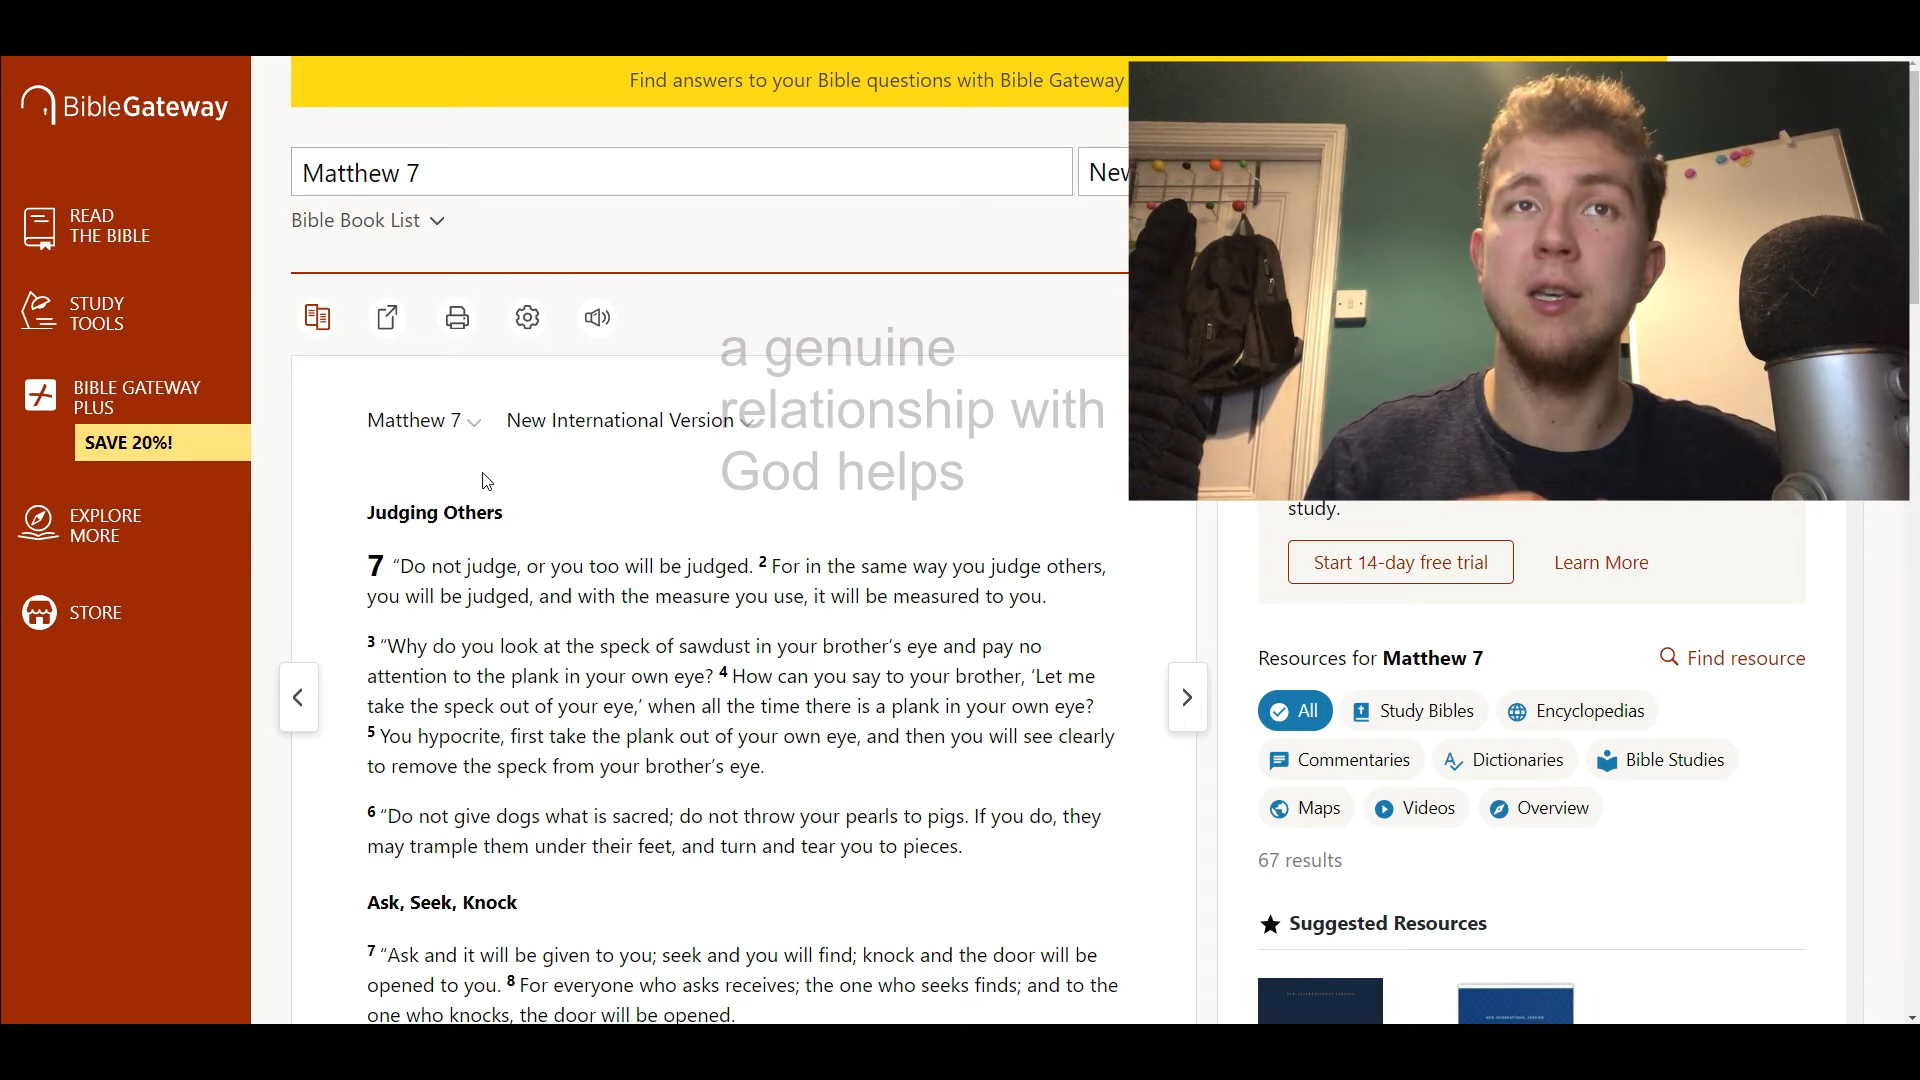 BibleGateway
READ
THE BIBLE
STUDY
TOOLS
BIBLE GATEWAY
PLUS
SAVE 20%!
EXPLORE
MORE
STORE
Find answers to your Bible questions with Bible Gateway
Matthew 7
New
Bible Book List
a genuine
relationship with
God helps
Matthew 7
New International Version
Judging Others
7 “Do not judge, or you too will be judged. 2 For in the same way you judge others,
you will be judged, and with the measure you use, it will be measured to you.
3 “Why do you look at the speck of sawdust in your brother’s eye and pay no
attention to the plank in your own eye? 4 How can you say to your brother, ‘Let me
take the speck out of your eye,’ when all the time there is a plank in your own eye?
5 You hypocrite, first take the plank out of your own eye, and then you will see clearly
to remove the speck from your brother’s eye.
6 “Do not give dogs what is sacred; do not throw your pearls to pigs. If you do, they
may trample them under their feet, and turn and tear you to pieces.
Ask, Seek, Knock
7 “Ask and it will be given to you; seek and you will find; knock and the door will be
opened to you. 8 For everyone who asks receives; the one who seeks finds; and to the
one who knocks, the door will be opened.
study.
Start 14-day free trial
Learn More
Resources for Matthew 7
Find resource
All
Study Bibles
Encyclopedias
Commentaries
Dictionaries
Bible Studies
Maps
Videos
Overview
67 results
Suggested Resources